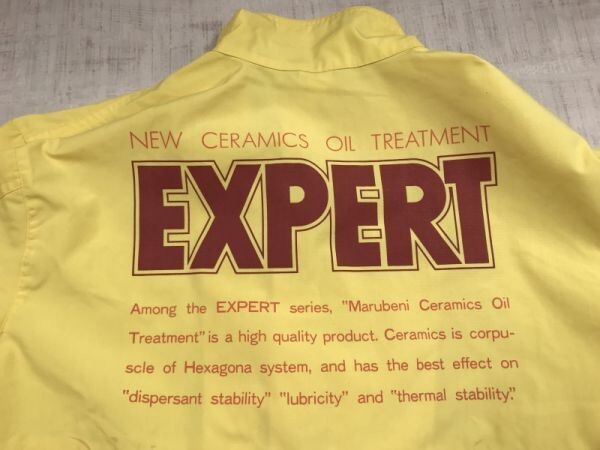 NEW CERAMICS OIL TREATMENT
EXPERT
Among the EXPERT series, "Marubeni Ceramics Oil
Treatment" is a high quality product. Ceramics is corpu-
scle of Hexagona system, and has the best effect on
"dispersant stability" "lubricity" and "thermal stability."